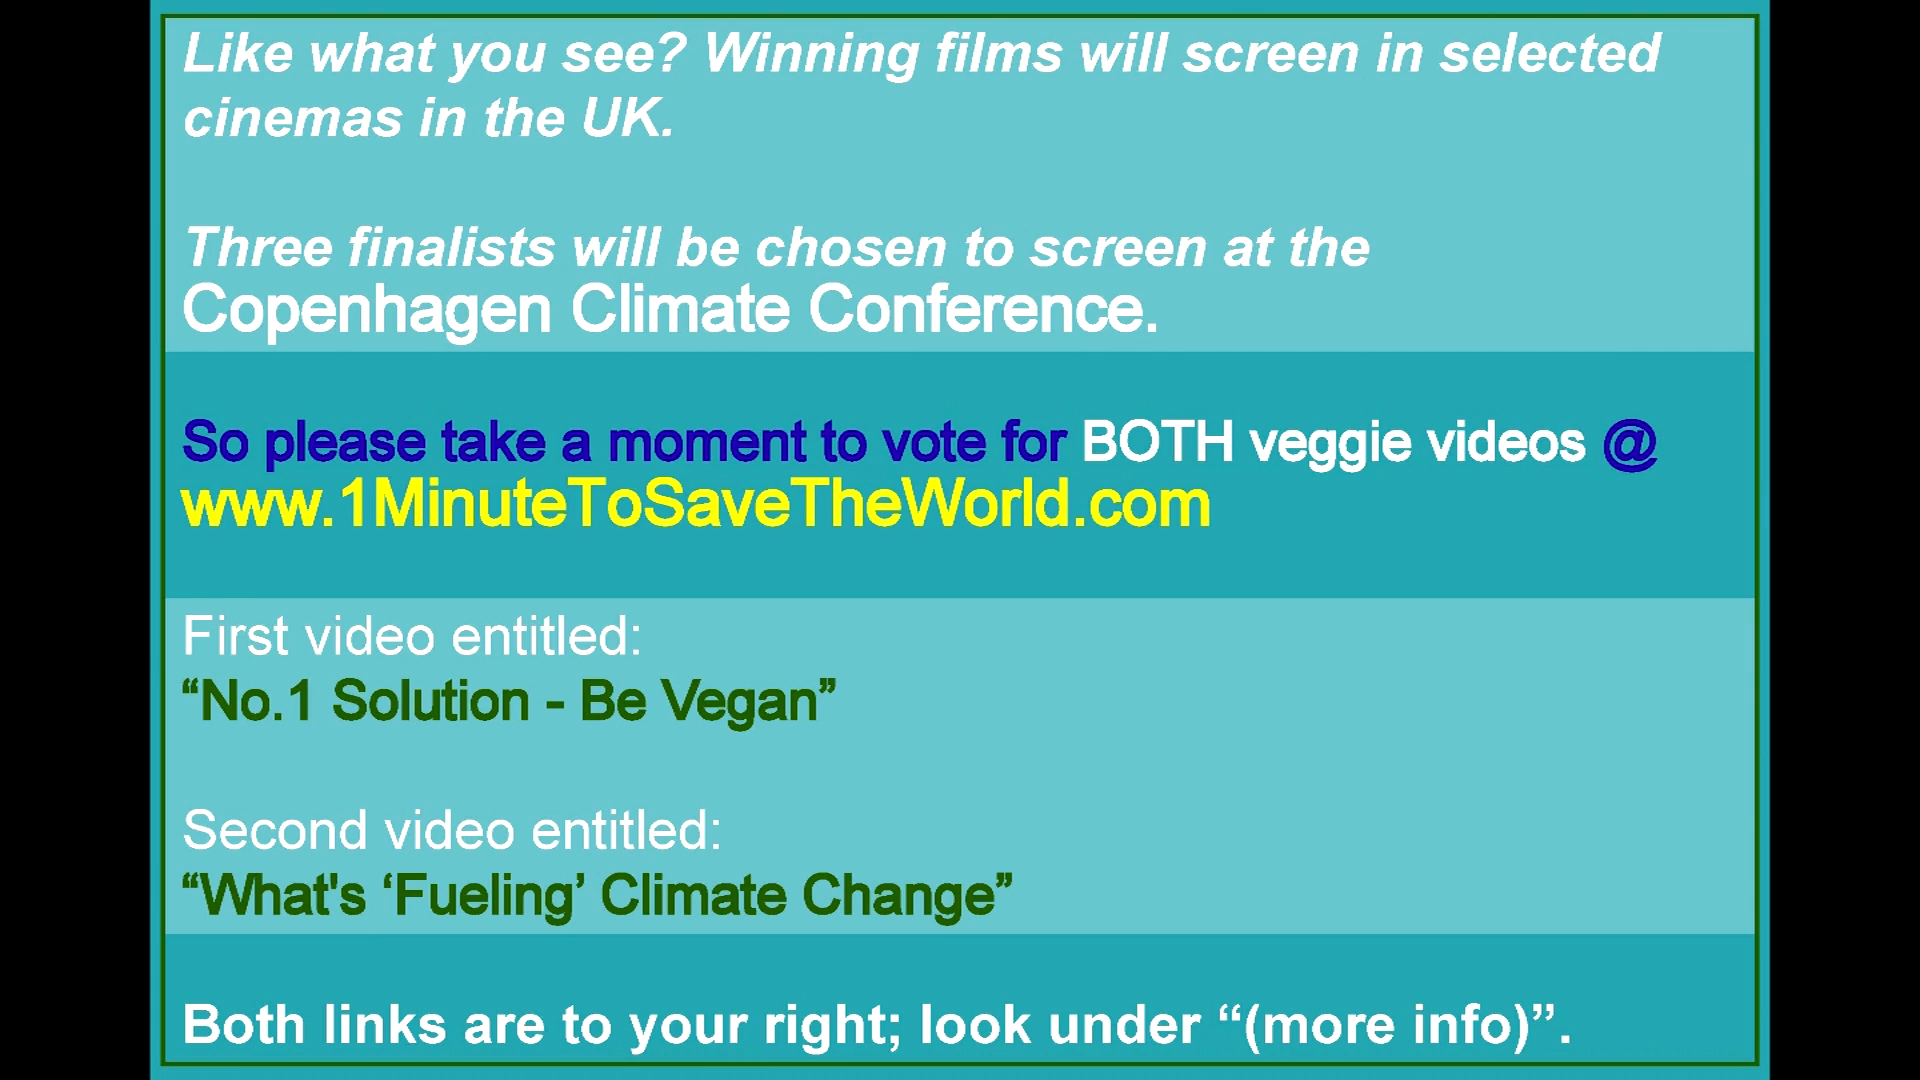 Like what you see? Winning films will screen in selected
cinemas in the UK.
Three finalists will be chosen to screen at the
Copenhagen Climate Conference.
So please take a moment to vote for BOTH veggie videos @
www.1MinuteToSaveTheWorld.com
First video entitled:
“No.1 Solution - Be Vegan”
Second video entitled:
“What's ‘Fueling’ Climate Change”
Both links are to your right; look under “(more info)”.